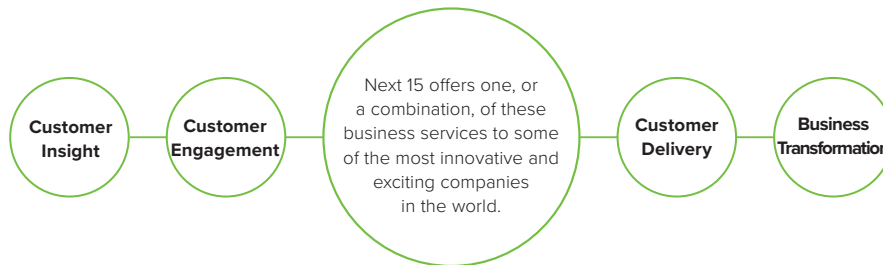 Customer
Insight
Customer
Engagement
Next 15 offers one, or
a combination, of these
business services to some
of the most innovative and
exciting companies
in the world.
Customer
Delivery
Business
Transformation